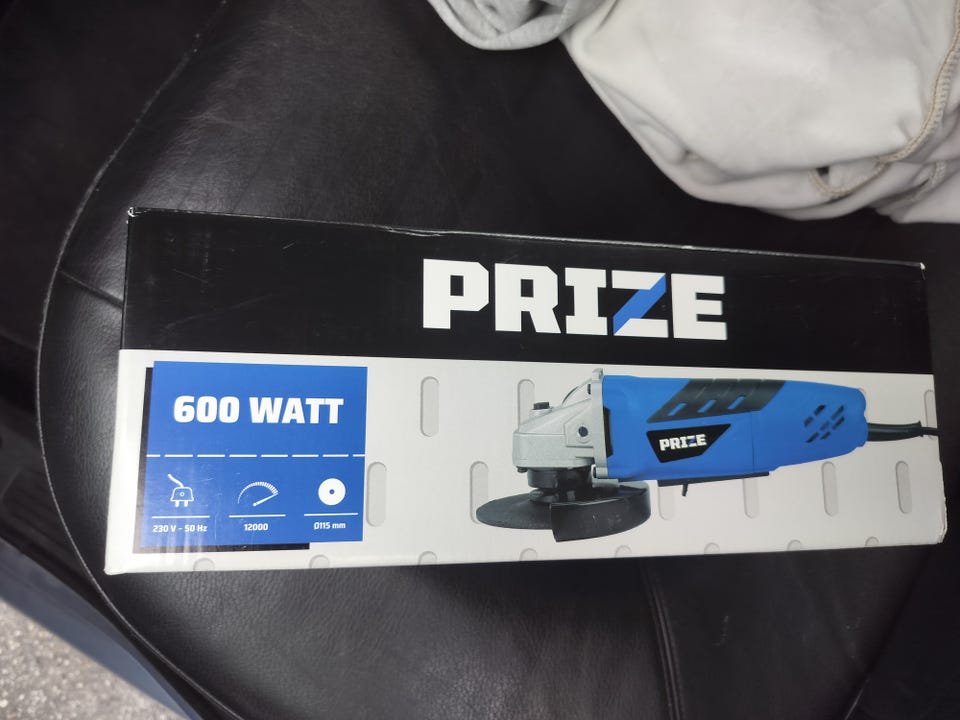 PRIZE
600 WATT
230 V - 50 Hz
12000
Ø115 mm
PRIZE